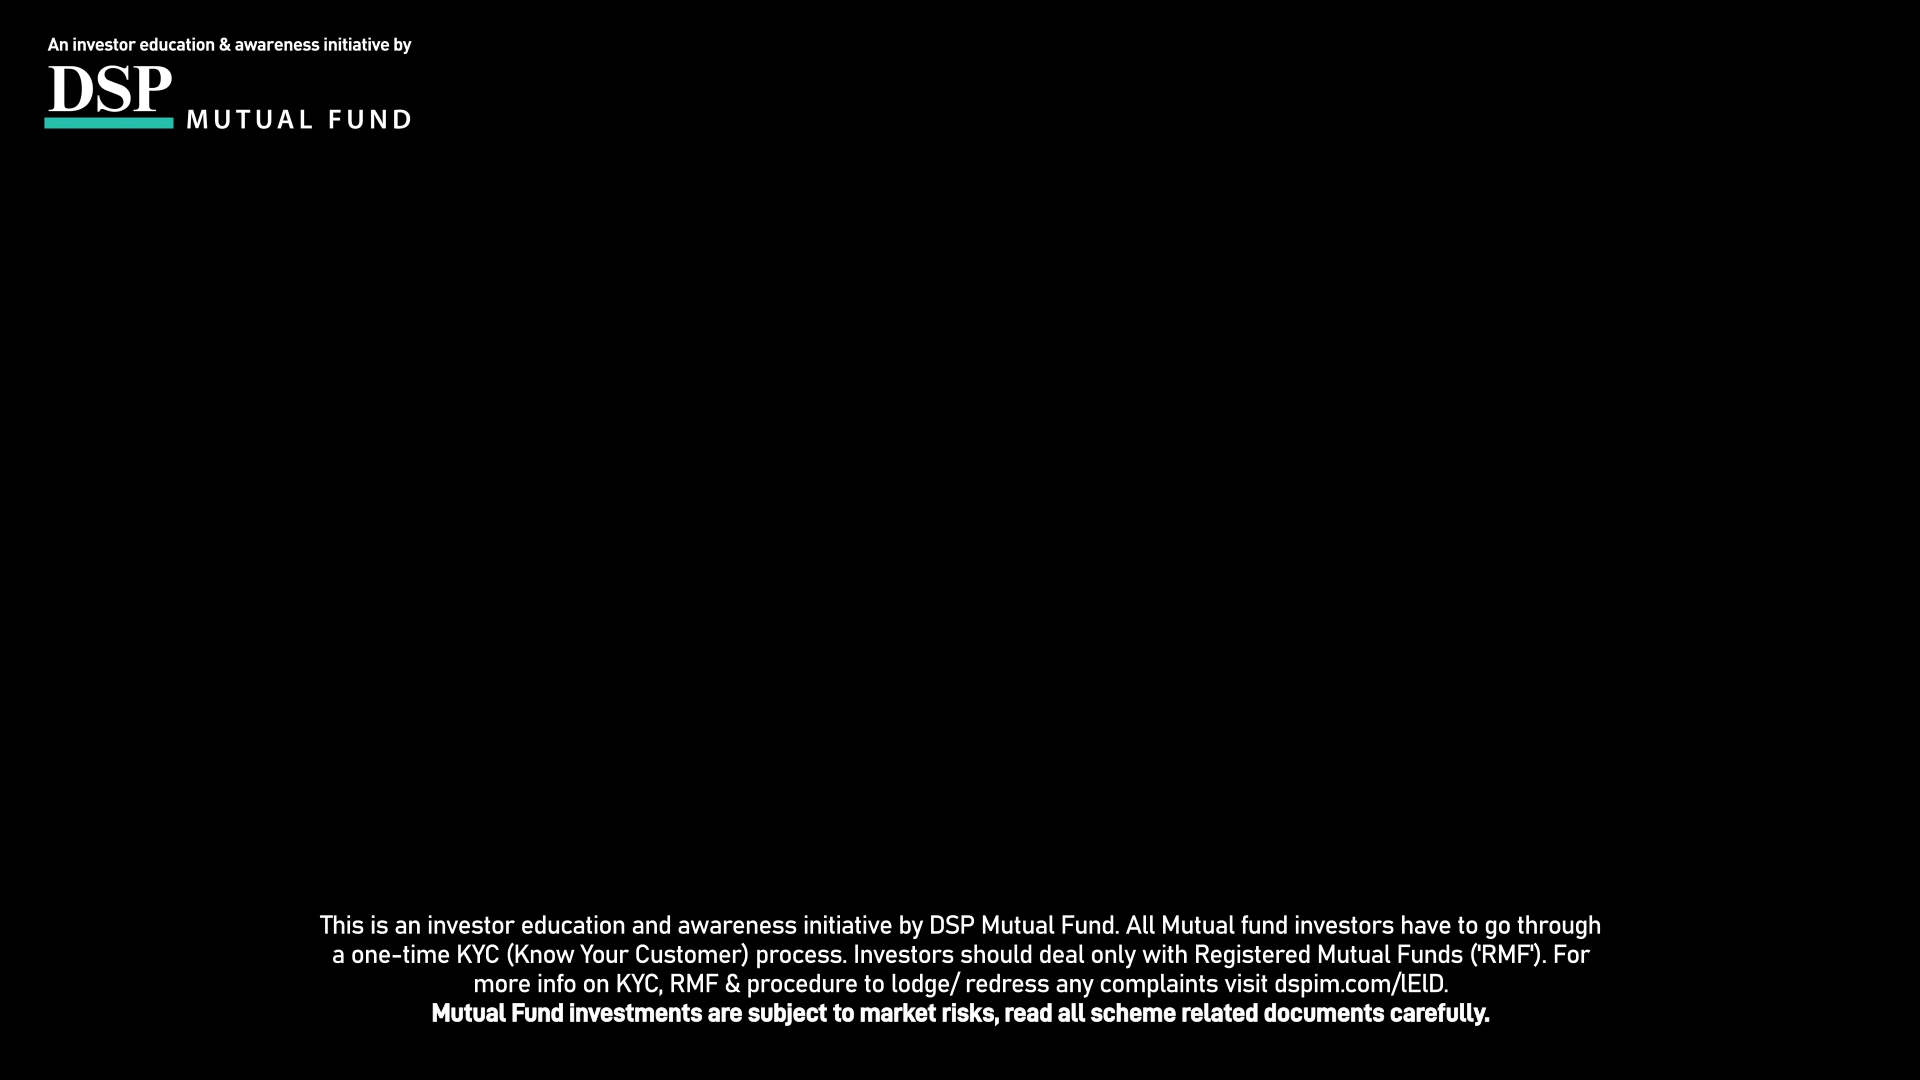 An investor education & awareness initiative by
DSP
MUTUAL FUND
This is an investor education and awareness initiative by DSP Mutual Fund. All Mutual fund investors have to go through
a one-time KYC (Know Your Customer) process. Investors should deal only with Registered Mutual Funds ('RMF'). For
more info on KYC, RMF & procedure to lodge/ redress any complaints visit dspim.com/IEID.
Mutual Fund investments are subject to market risks, read all scheme related documents carefully.